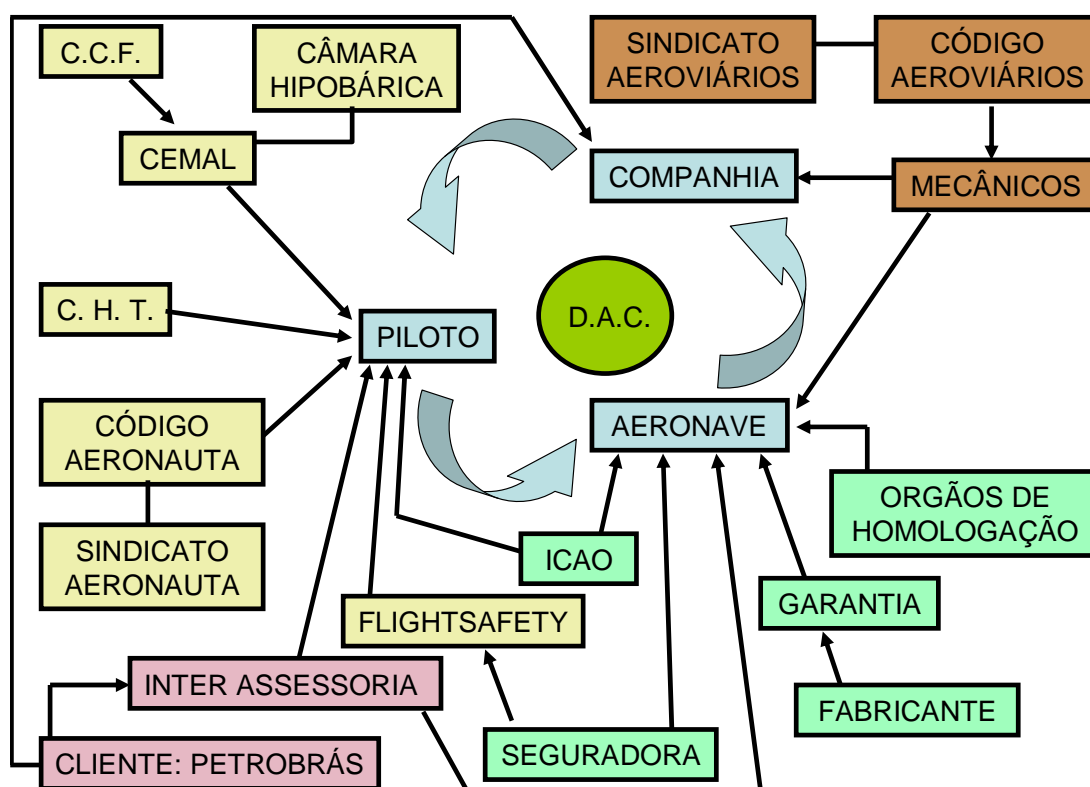 C.C.F.
CÂMARA
HIPOBÁRICA
SINDICATO
AEROVIÁRIOS
CÓDIGO
AEROVIÁRIOS
CEMAL
COMPANHIA
MECÂNICOS
C. H. T.
PILOTO
D.A.C.
CÓDIGO
AERONAUTA
AERONAVE
SINDICATO
AERONAUTA
ICAO
ORGÃOS DE
HOMOLOGAÇÃO
FLIGHTSAFETY
GARANTIA
INTER ASSESSORIA
FABRICANTE
SEGURADORA
CLIENTE: PETROBRÁS